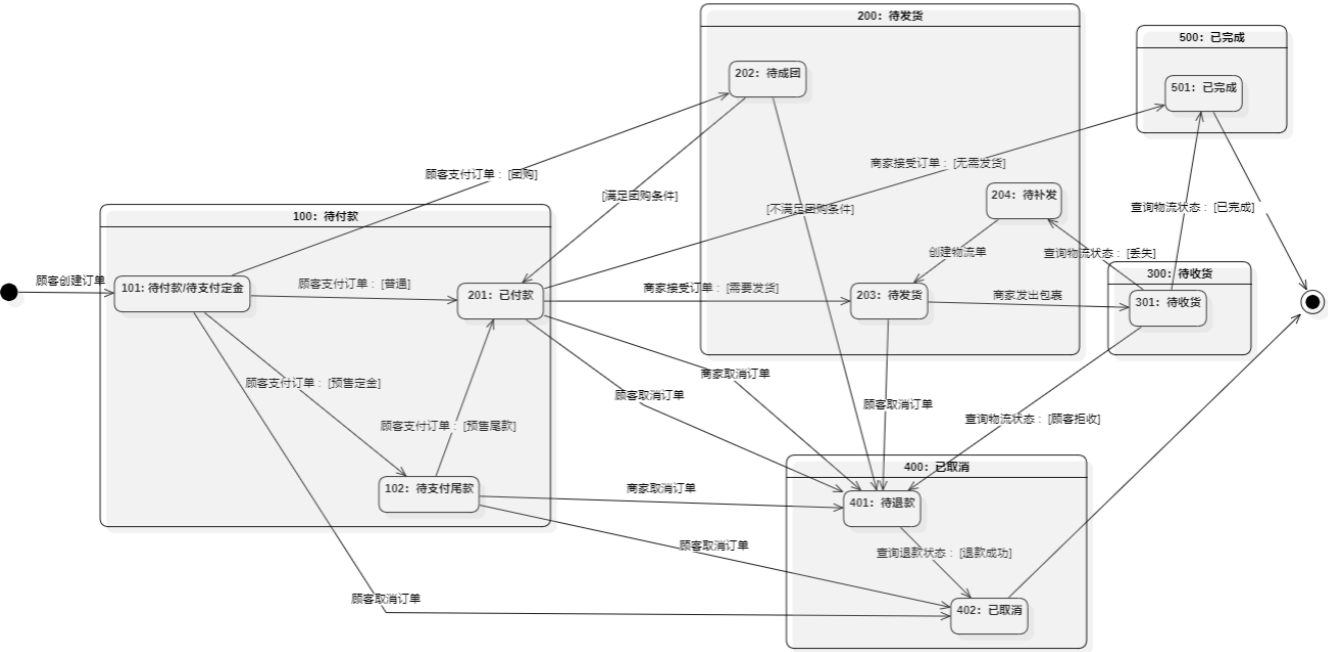 200: 待发货
500: 已完成
202: 待成团
501: 已完成
顾客支付订单：[团购]
商家接受订单：[无需发货]
[满足团购条件]
204: 待补发
[不满足团购条件]
查询物流状态：[已完成]
100: 待付款
创建物流单
查询物流状态：[丢失]
300: 待收货
顾客创建订单
101: 待付款/待支付定金
顾客支付订单：[普通]
201: 已付款
商家接受订单：[需要发货]
203: 待发货
商家发出包裹
301: 待收货
顾客支付订单：[预售定金]
商家取消订单
顾客取消订单
顾客取消订单
查询物流状态：[顾客拒收]
顾客支付订单：[预售尾款]
400: 已取消
102: 待支付尾款
商家取消订单
401: 待退款
顾客取消订单
查询退款状态：[退款成功]
顾客取消订单
402: 已取消